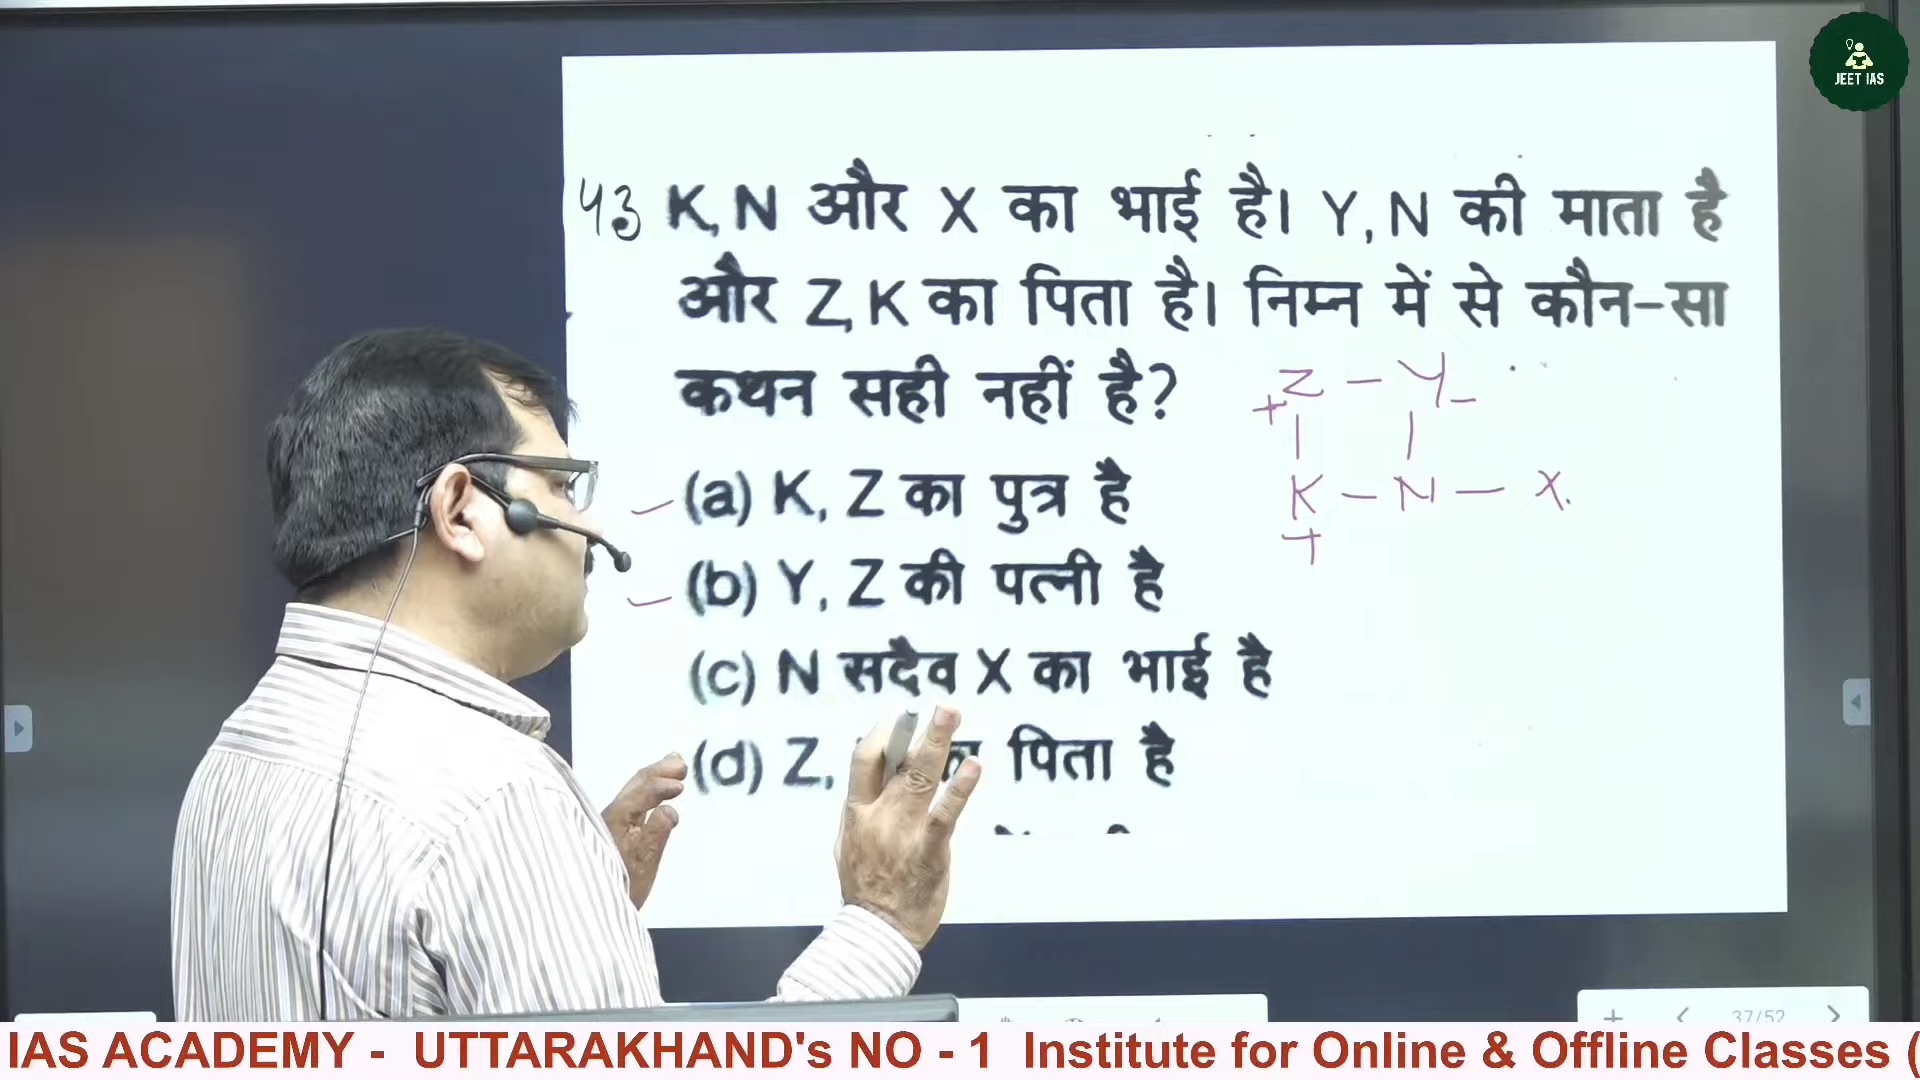 JEET IAS
43 K, N और X का भाई है। Y, N की माता है
और Z, K का पिता है। निम्न में से कौन-सा
कथन सही नहीं है?
(a) K, Z का पुत्र है
(b) Y, Z की पत्नी है
(c) N सदैव X का भाई है
(d) Z, का पिता है
Z - Y
+ -
K - N - X
+
37/52
IAS ACADEMY - UTTARAKHAND's NO - 1 Institute for Online & Offline Classes (